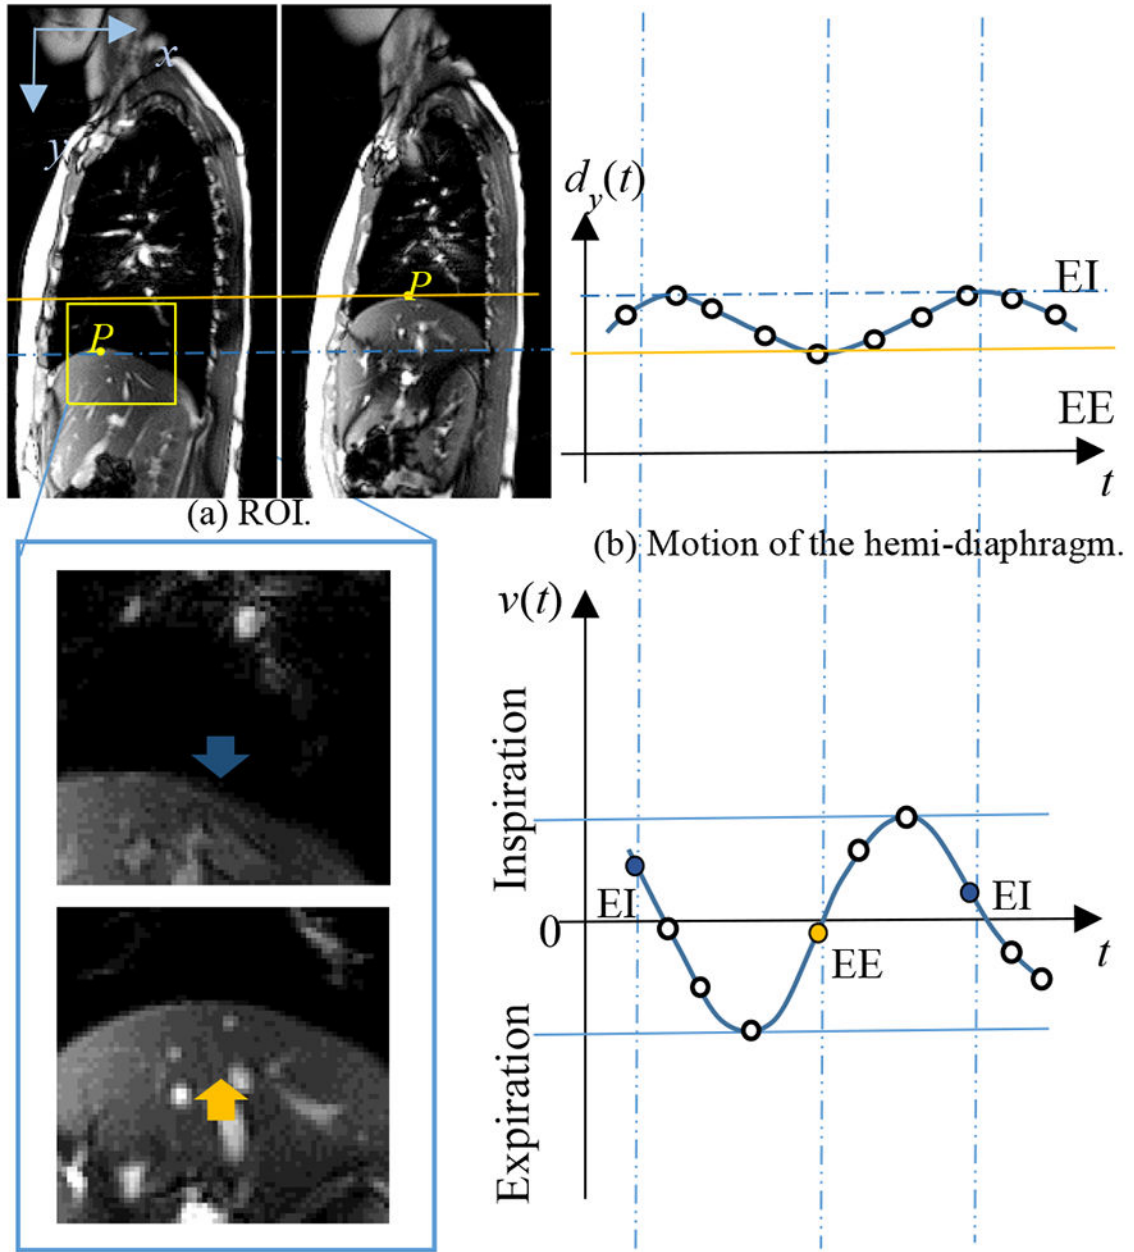 x
y
P
P
(a) ROI.
d_y(t)
EI
EE
t
(b) Motion of the hemi-diaphragm.
v(t)
Inspiration
EI
EI
0
t
EE
Expiration